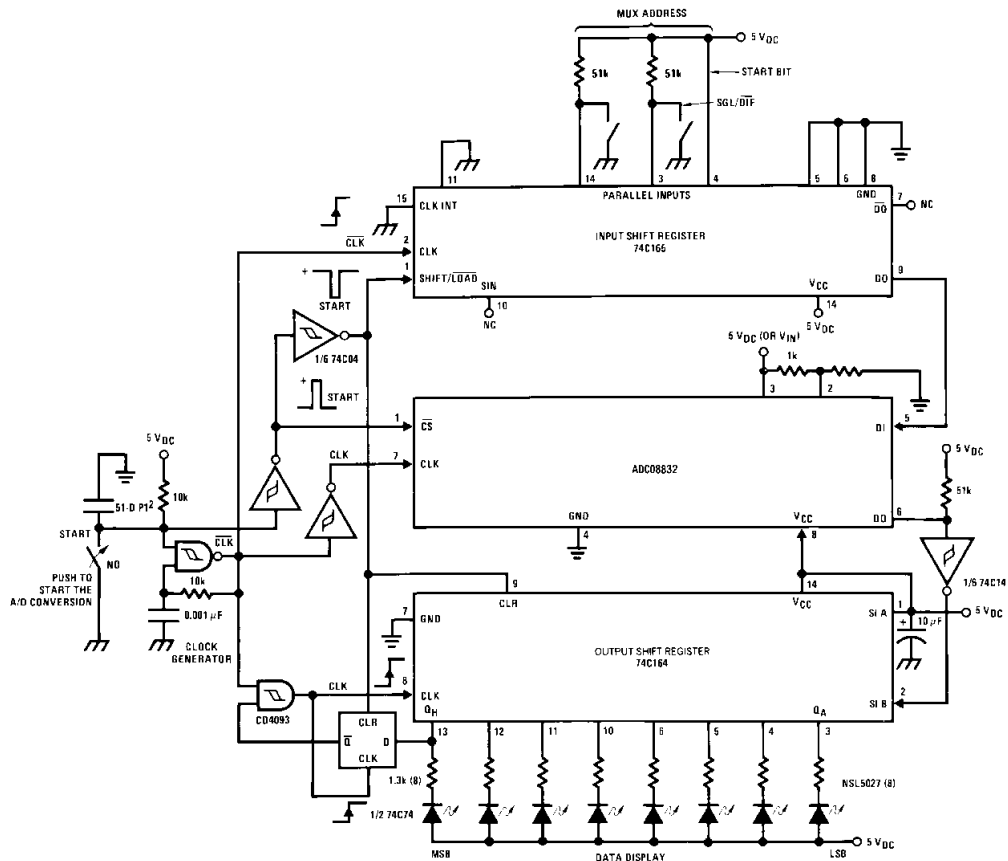 MUX ADDRESS
5 VDC
51k
51k
START BIT
SGL/DIF
11
14
3
4
5
6
8
15
CLK INT
PARALLEL INPUTS
GND
DO
7
NC
CLK
2
CLK
INPUT SHIFT REGISTER
74C165
1
SHIFT/LOAD
DO
9
+
START
SIN
10
NC
VCC
14
5 VDC
1/6 74C04
+
START
5 VDC (OR VIN)
1k
3
2
1
CS
DI
5
CLK
7
CLK
ADC08832
5 VDC
51k
5 VDC
10k
51-D P12
GND
4
VCC
8
DO
6
START
NO
CLK
PUSH TO
START THE
A/D CONVERSION
10k
0.001 µF
CLOCK
GENERATOR
1/6 74C14
9
CLR
14
VCC
7
GND
SI A
1
+
10 µF
5 VDC
OUTPUT SHIFT REGISTER
74C164
CLK
8
CLK
SI B
2
CD4093
QH
QA
CLR
Q
D
CLK
13
12
11
10
6
5
4
3
1.3k (8)
NSL5027 (8)
1/2 74C74
MSB
DATA DISPLAY
LSB
5 VDC